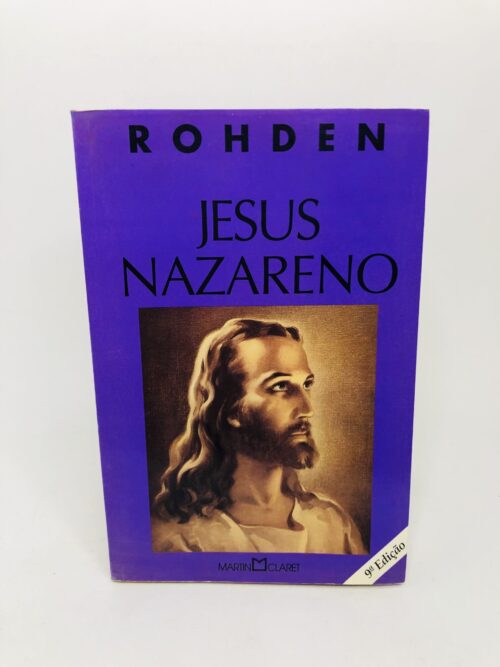 ROHDEN
JESUS
NAZARENO
MARTIN CLARET
9ª Edição